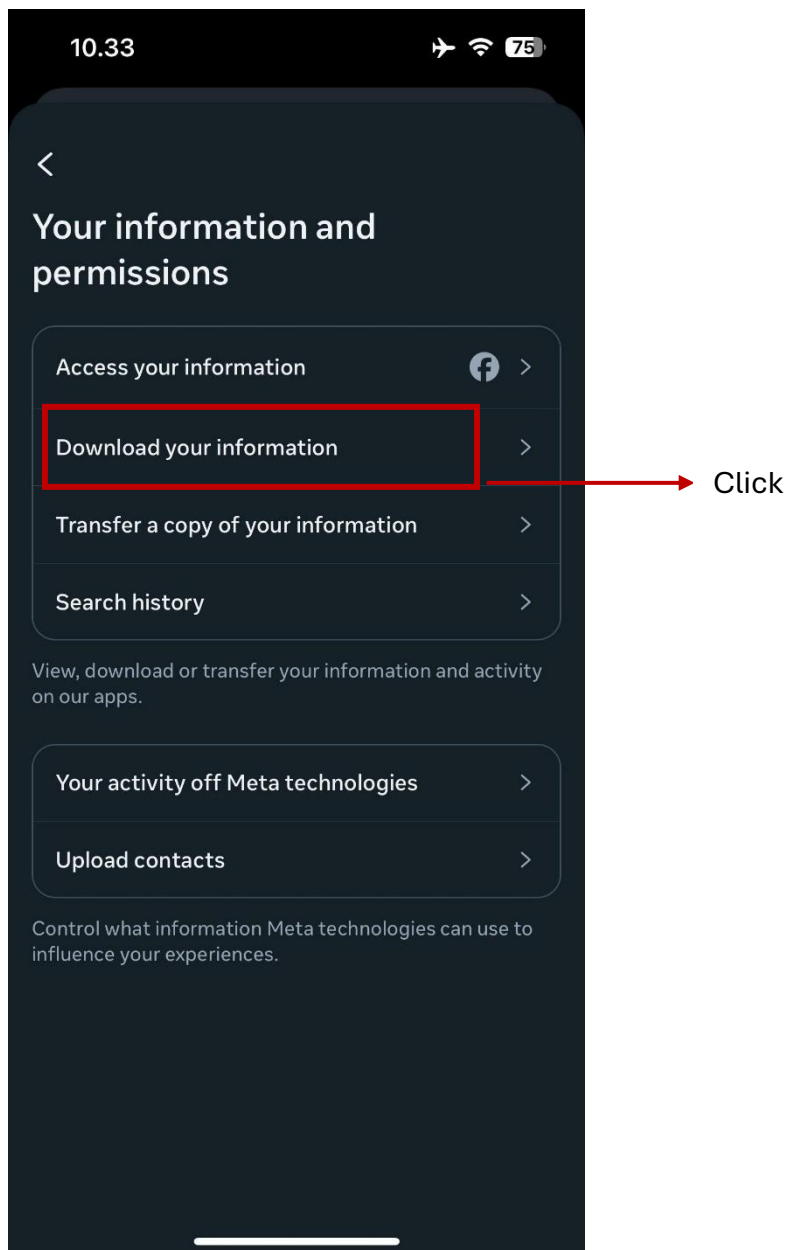 10.33
75
Your information and
permissions
Access your information
Download your information
Click
Transfer a copy of your information
Search history
View, download or transfer your information and activity
on our apps.
Your activity off Meta technologies
Upload contacts
Control what information Meta technologies can use to
influence your experiences.